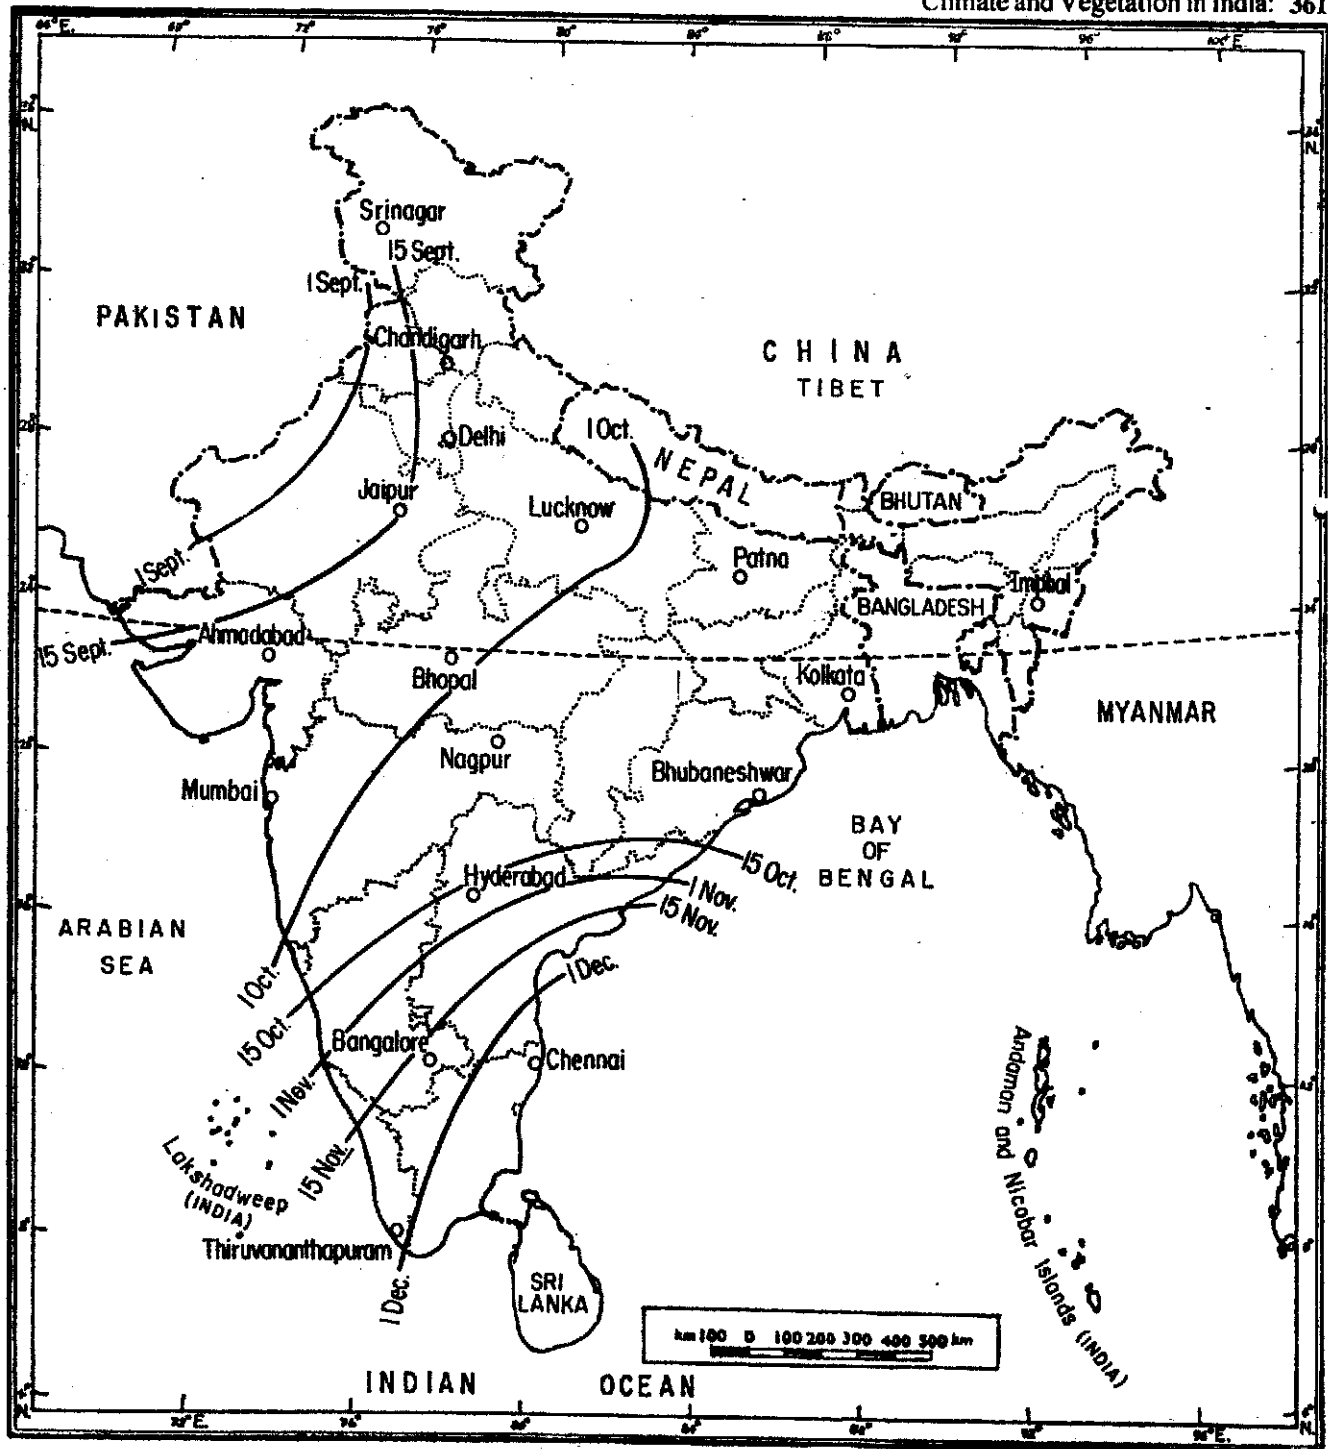 Climate and Vegetation in India: 361
72°
76°
80°
Srinagar
15 Sept.
1 Sept.
PAKISTAN
Chandigarh
CHINA
TIBET
1 Oct.
Delhi
NEPAL
Jaipur
Lucknow
BHUTAN
1 Sept.
Patna
Imphal
BANGLADESH
Ahmadabad
15 Sept.
Bhopal
Kolkata
MYANMAR
Nagpur
Bhubaneshwar
Mumbai
BAY
OF
BENGAL
15 Oct.
Hyderabad
1 Nov.
15 Nov.
ARABIAN
SEA
1 Dec.
1 Oct.
15 Oct.
Bangalore
Chennai
1 Nov.
15 Nov.
Lakshadweep
(INDIA)
Andaman and Nicobar Islands (INDIA)
Thiruvananthapuram
1 Dec.
SRI
LANKA
km 100 0 100 200 300 400 500 km
INDIAN OCEAN